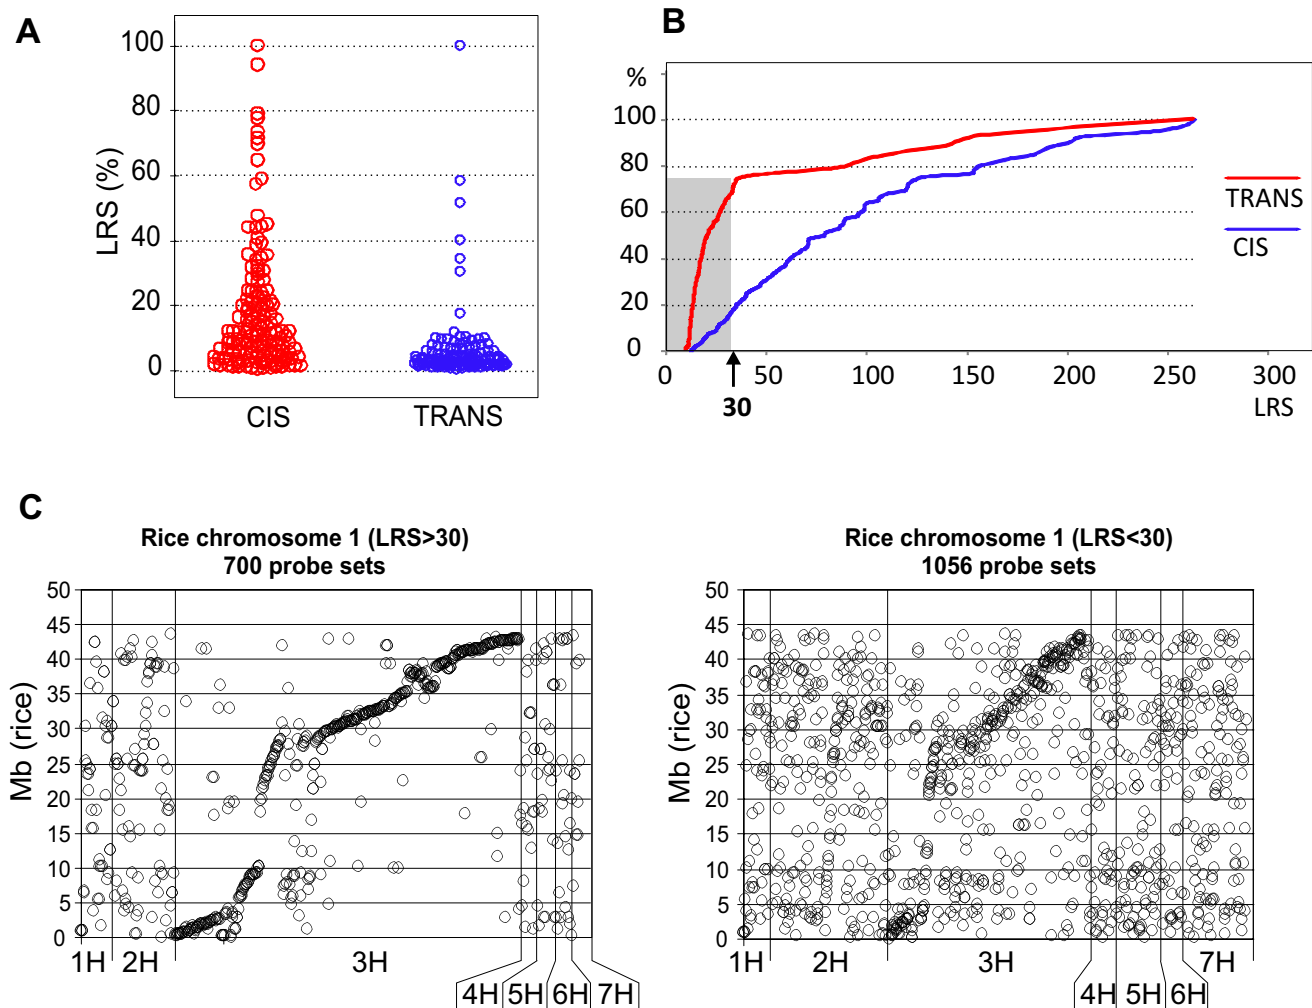 A
LRS (%)
100
80
60
40
20
0
CIS
TRANS
B
%
100
80
60
40
20
0
0
50
100
150
200
250
300
30
LRS
TRANS
CIS
C
Rice chromosome 1 (LRS>30)
700 probe sets
Mb (rice)
50
45
40
35
30
25
20
15
10
5
0
1H
2H
3H
4H
5H
6H
7H
Rice chromosome 1 (LRS<30)
1056 probe sets
Mb (rice)
50
45
40
35
30
25
20
15
10
5
0
1H
2H
3H
7H
4H
5H
6H